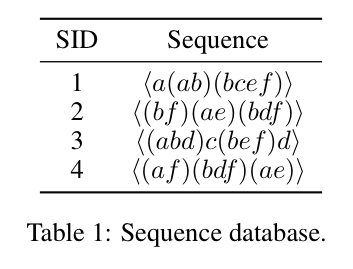 SID Sequence
1 ⟨a(ab)(bcef)⟩
2 ⟨(bf)(ae)(bdf)⟩
3 ⟨(abd)c(bef)d⟩
4 ⟨(af)(bdf)(ae)⟩
Table 1: Sequence database.